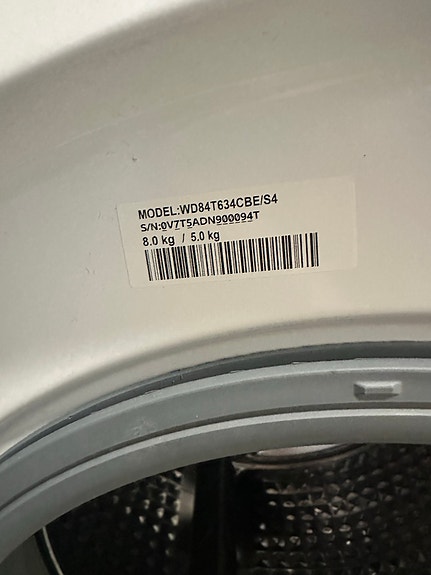 MODEL:WD84T634CBE/S4
S/N:0V7T5ADN900094T
8.0 kg / 5.0 kg